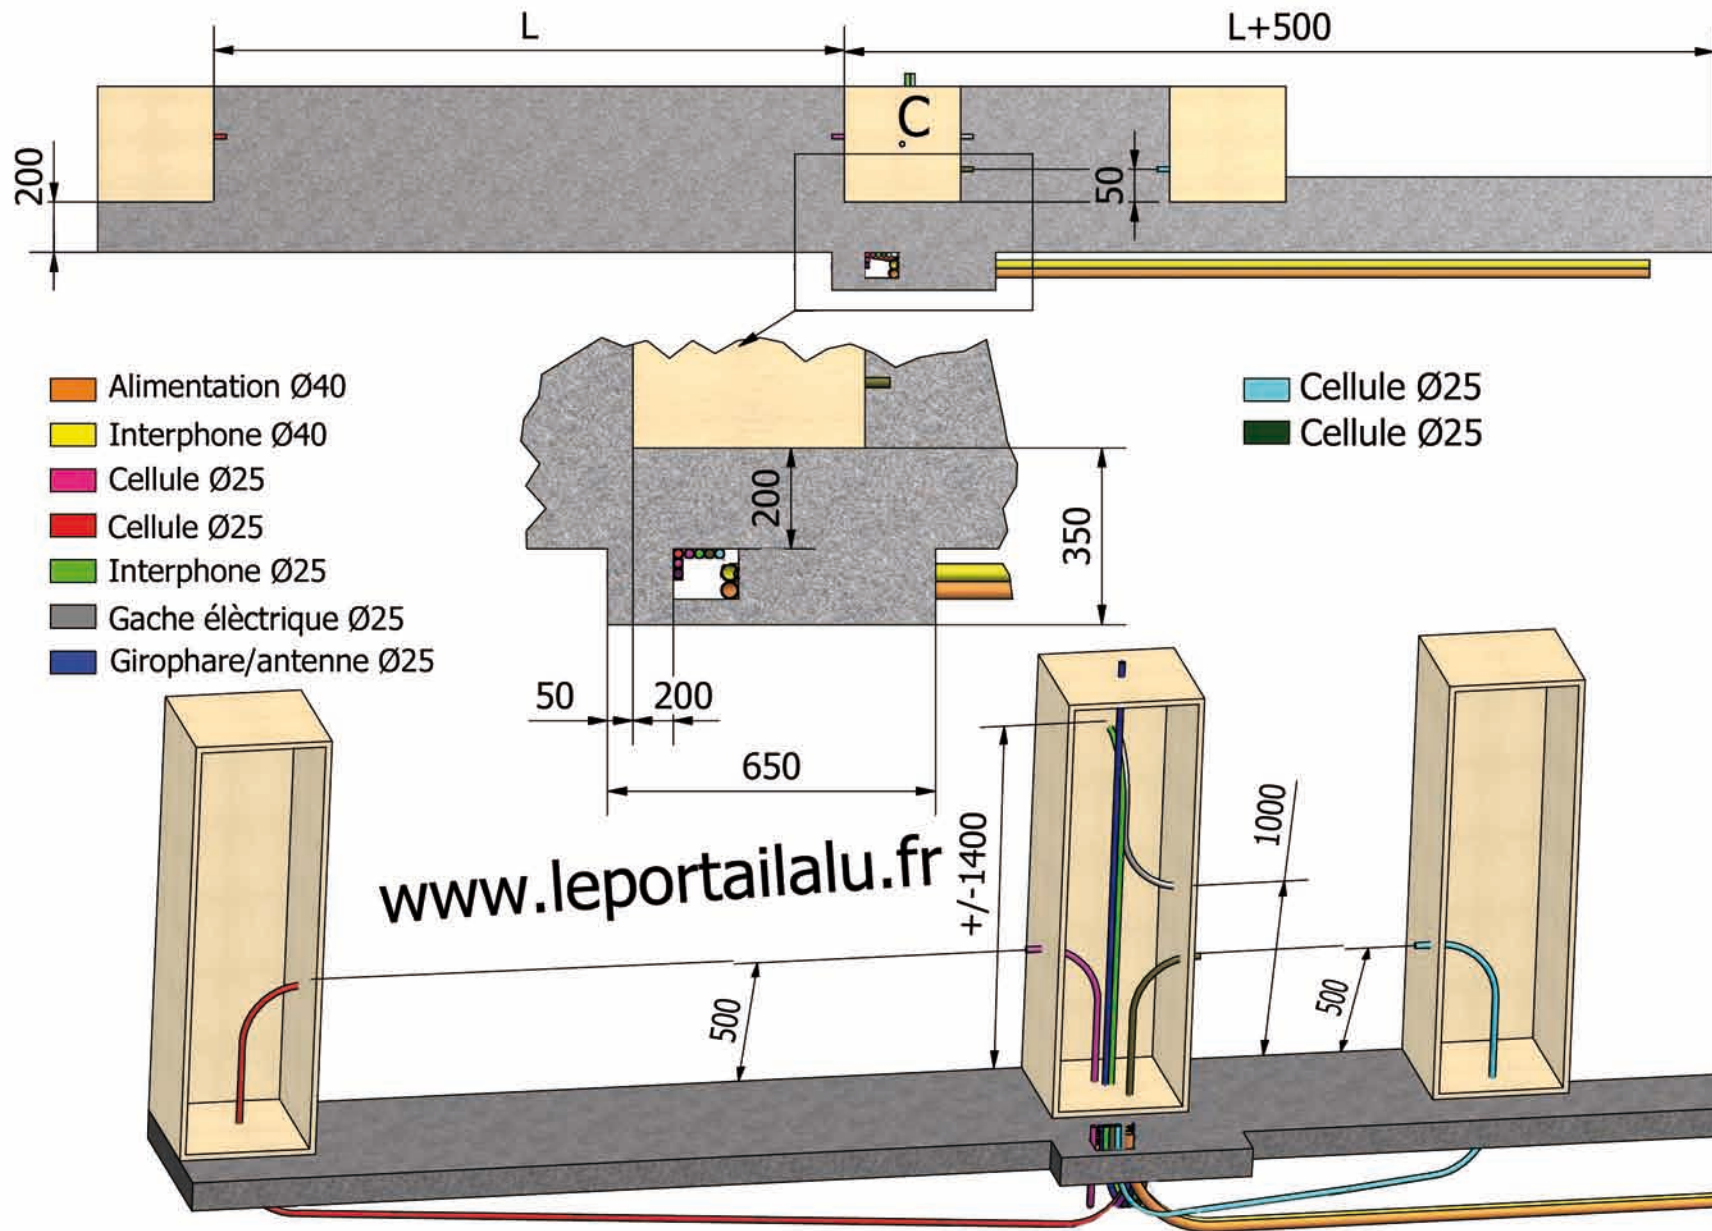 L
L+500
200
C
50
Alimentation Ø40
Interphone Ø40
Cellule Ø25
Cellule Ø25
Interphone Ø25
Gache élèctrique Ø25
Girophare/antenne Ø25
Cellule Ø25
Cellule Ø25
200
350
50
200
650
www.leportailalu.fr
+/-1400
1000
500
500